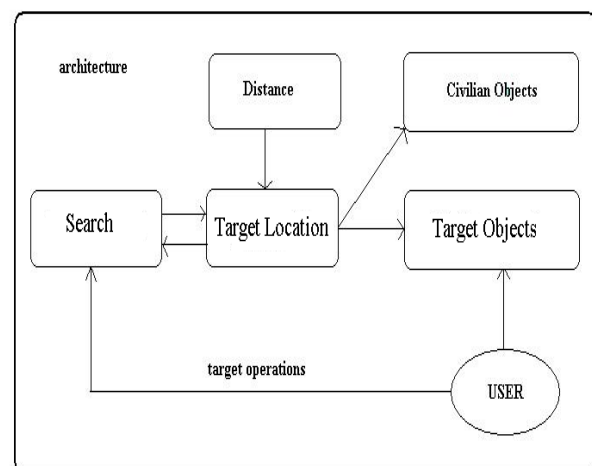 architecture
Distance
Civilian Objects
Search
Target Location
Target Objects
target operations
USER